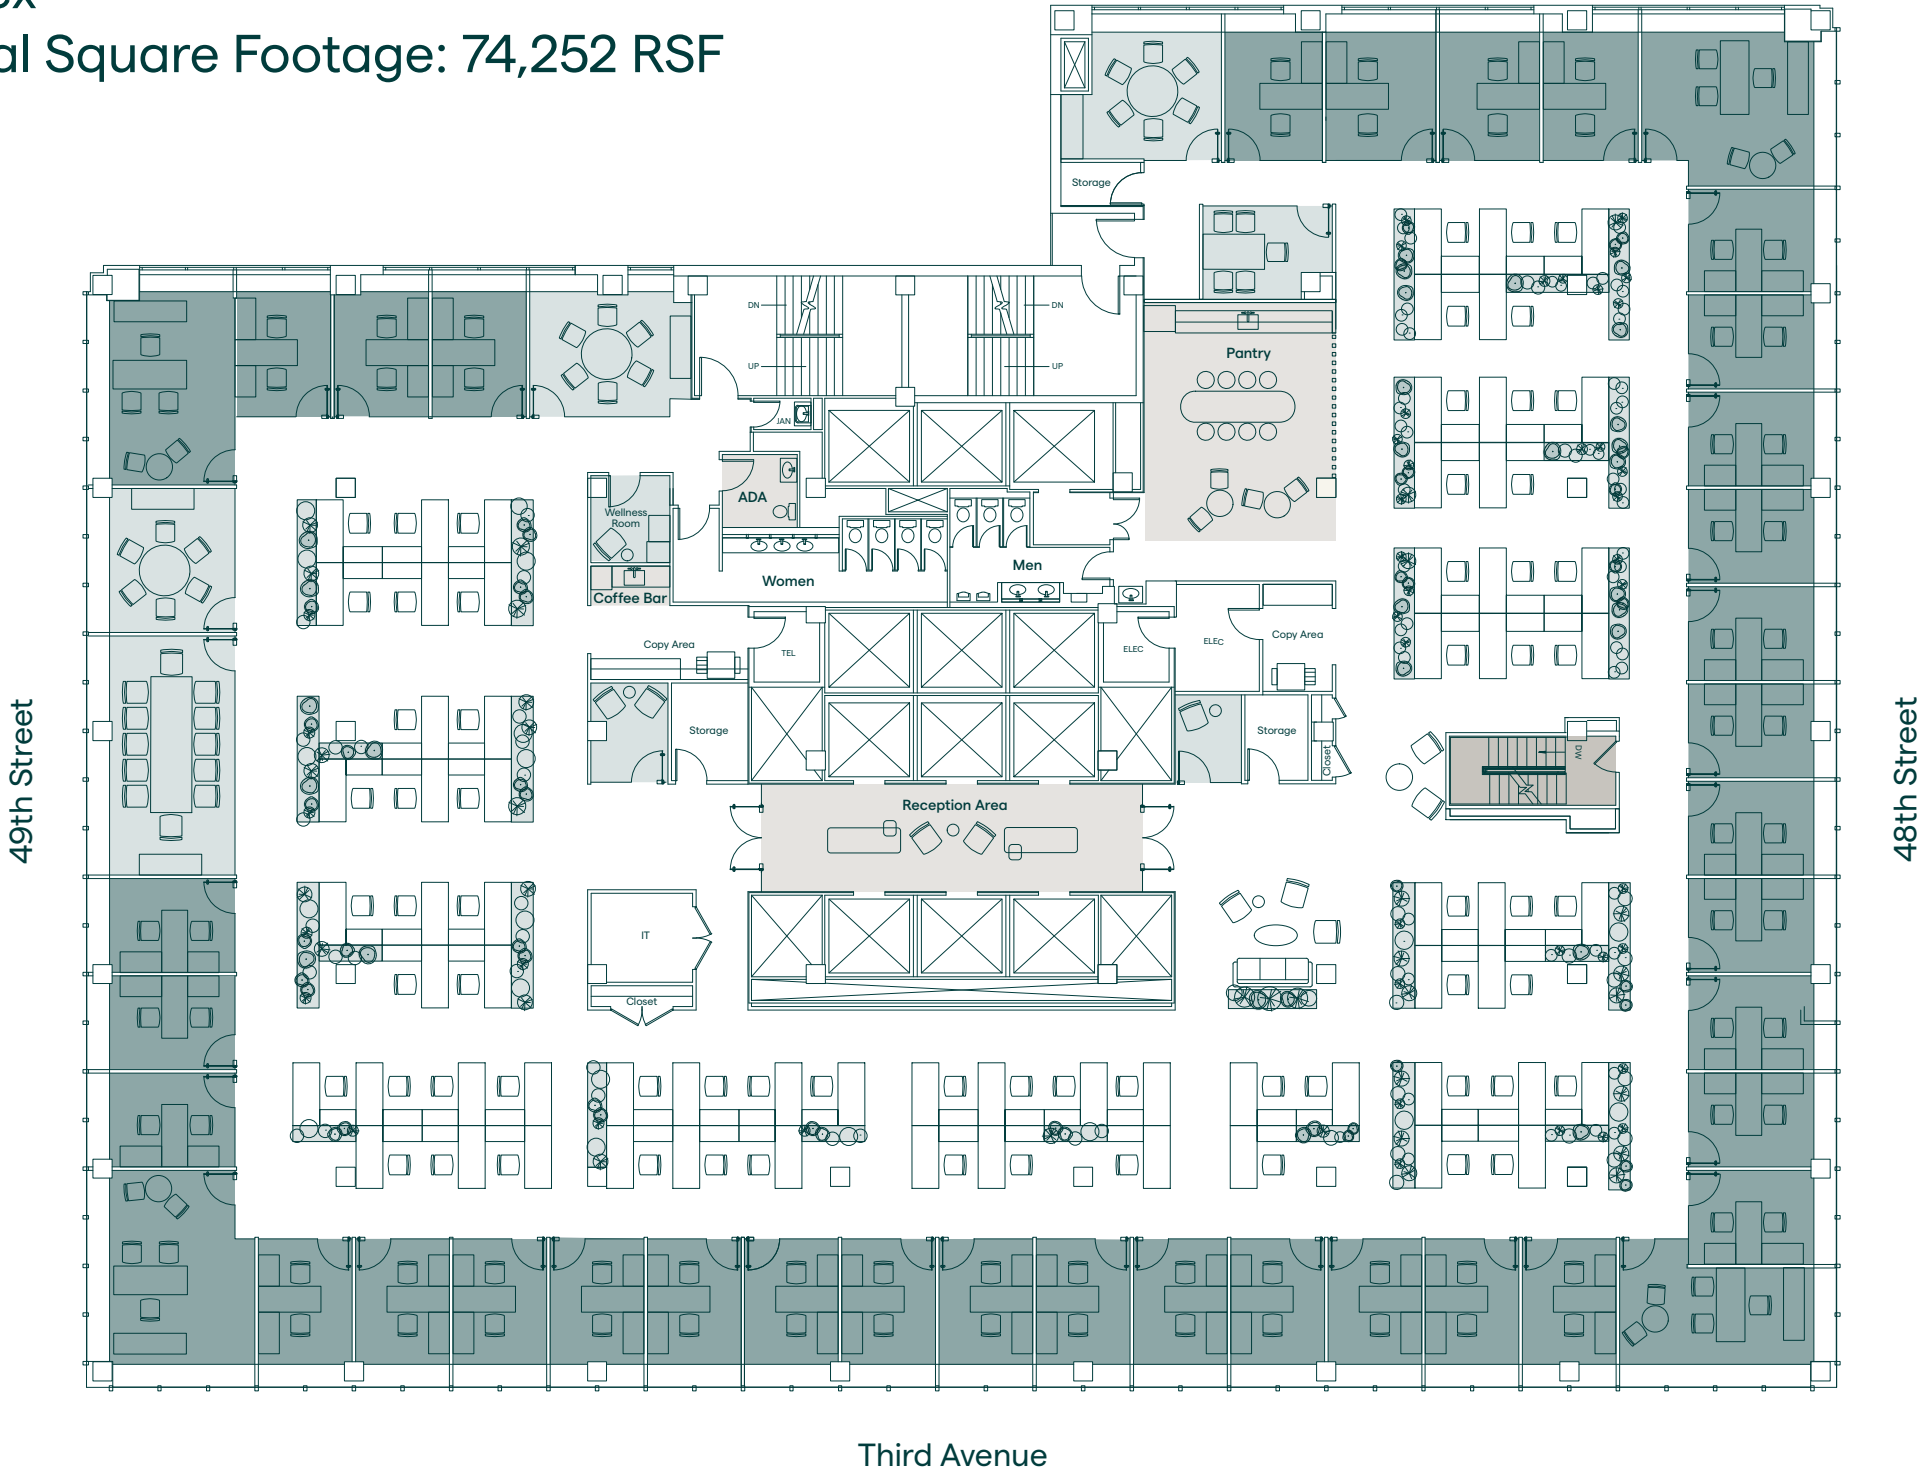 al Square Footage: 74,252 RSF
Storage
DN
DN
UP
UP
Pantry
JAN
ADA
Wellness
Room
Women
Men
Coffee Bar
Copy Area
TEL
ELEC
ELEC
Copy Area
Storage
Storage
Closet
DW
Reception Area
IT
Closet
49th Street
48th Street
Third Avenue